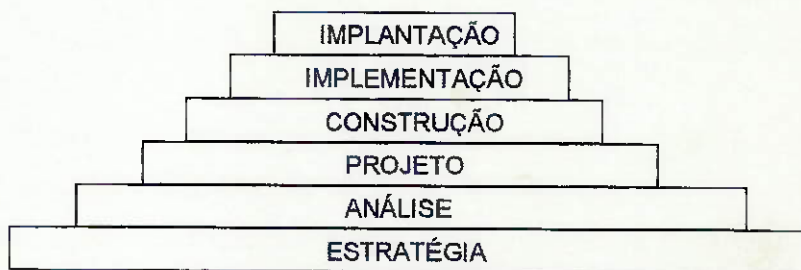 IMPLANTAÇÃO
IMPLEMENTAÇÃO
CONSTRUÇÃO
PROJETO
ANÁLISE
ESTRATÉGIA